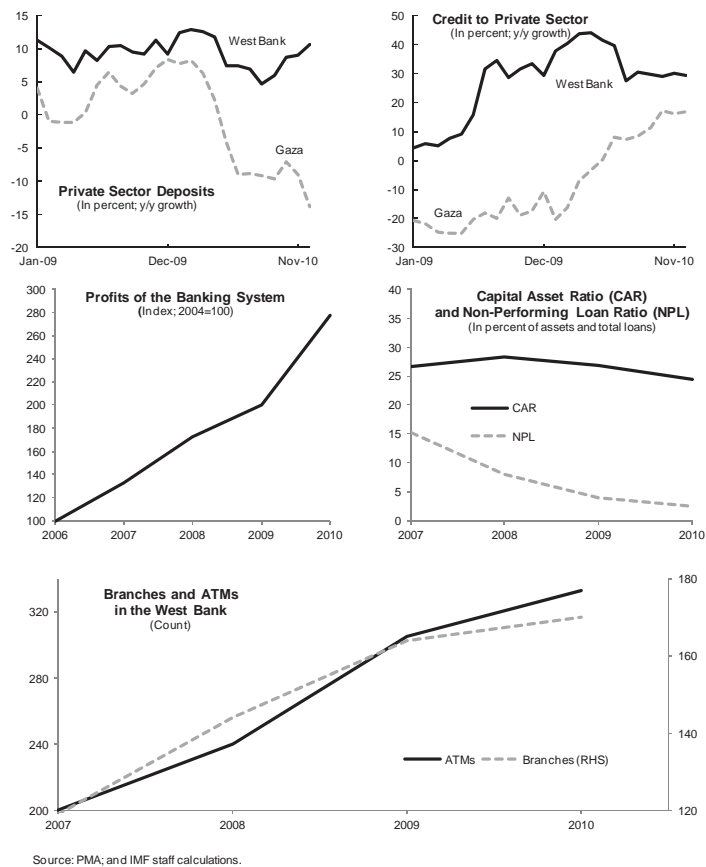 15
10
5
0
-5
-10
-15
-20
West Bank
Gaza
Private Sector Deposits
(In percent; y/y growth)
Jan-09 Dec-09 Nov-10
50
40
30
20
10
0
-10
-20
-30
Credit to Private Sector
(In percent; y/y growth)
West Bank
Gaza
Jan-09 Dec-09 Nov-10
300
280
260
240
220
200
180
160
140
120
100
Profits of the Banking System
(Index; 2004=100)
2006 2007 2008 2009 2010
40
35
30
25
20
15
10
5
0
Capital Asset Ratio (CAR)
and Non-Performing Loan Ratio (NPL)
(In percent of assets and total loans)
CAR
NPL
2007 2008 2009 2010
320
280
240
200
Branches and ATMs
in the West Bank
(Count)
180
160
140
120
ATMs Branches (RHS)
2007 2008 2009 2010
Source: PMA; and IMF staff calculations.